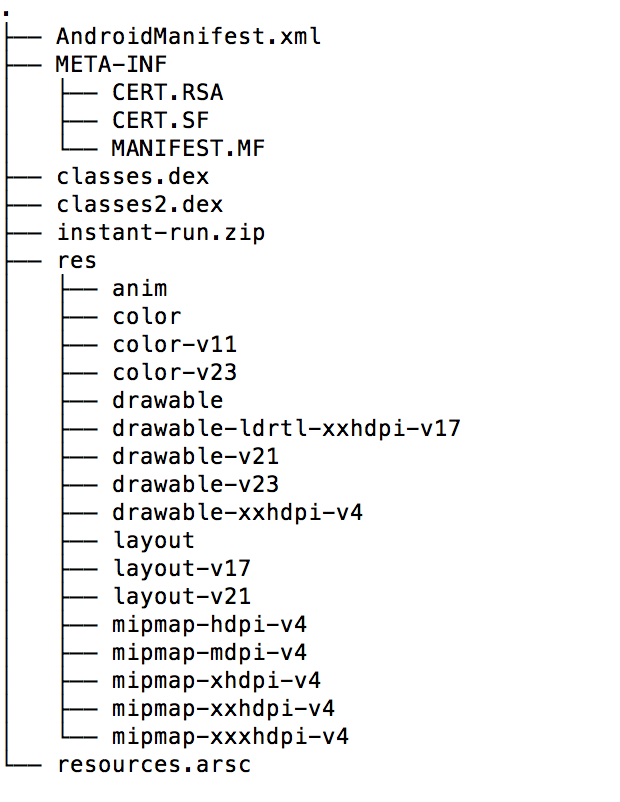 .
├── AndroidManifest.xml
├── META-INF
│   ├── CERT.RSA
│   ├── CERT.SF
│   └── MANIFEST.MF
├── classes.dex
├── classes2.dex
├── instant-run.zip
├── res
│   ├── anim
│   ├── color
│   ├── color-v11
│   ├── color-v23
│   ├── drawable
│   ├── drawable-ldrtl-xxhdpi-v17
│   ├── drawable-v21
│   ├── drawable-v23
│   ├── drawable-xxhdpi-v4
│   ├── layout
│   ├── layout-v17
│   ├── layout-v21
│   ├── mipmap-hdpi-v4
│   ├── mipmap-mdpi-v4
│   ├── mipmap-xhdpi-v4
│   ├── mipmap-xxhdpi-v4
│   └── mipmap-xxxhdpi-v4
└── resources.arsc